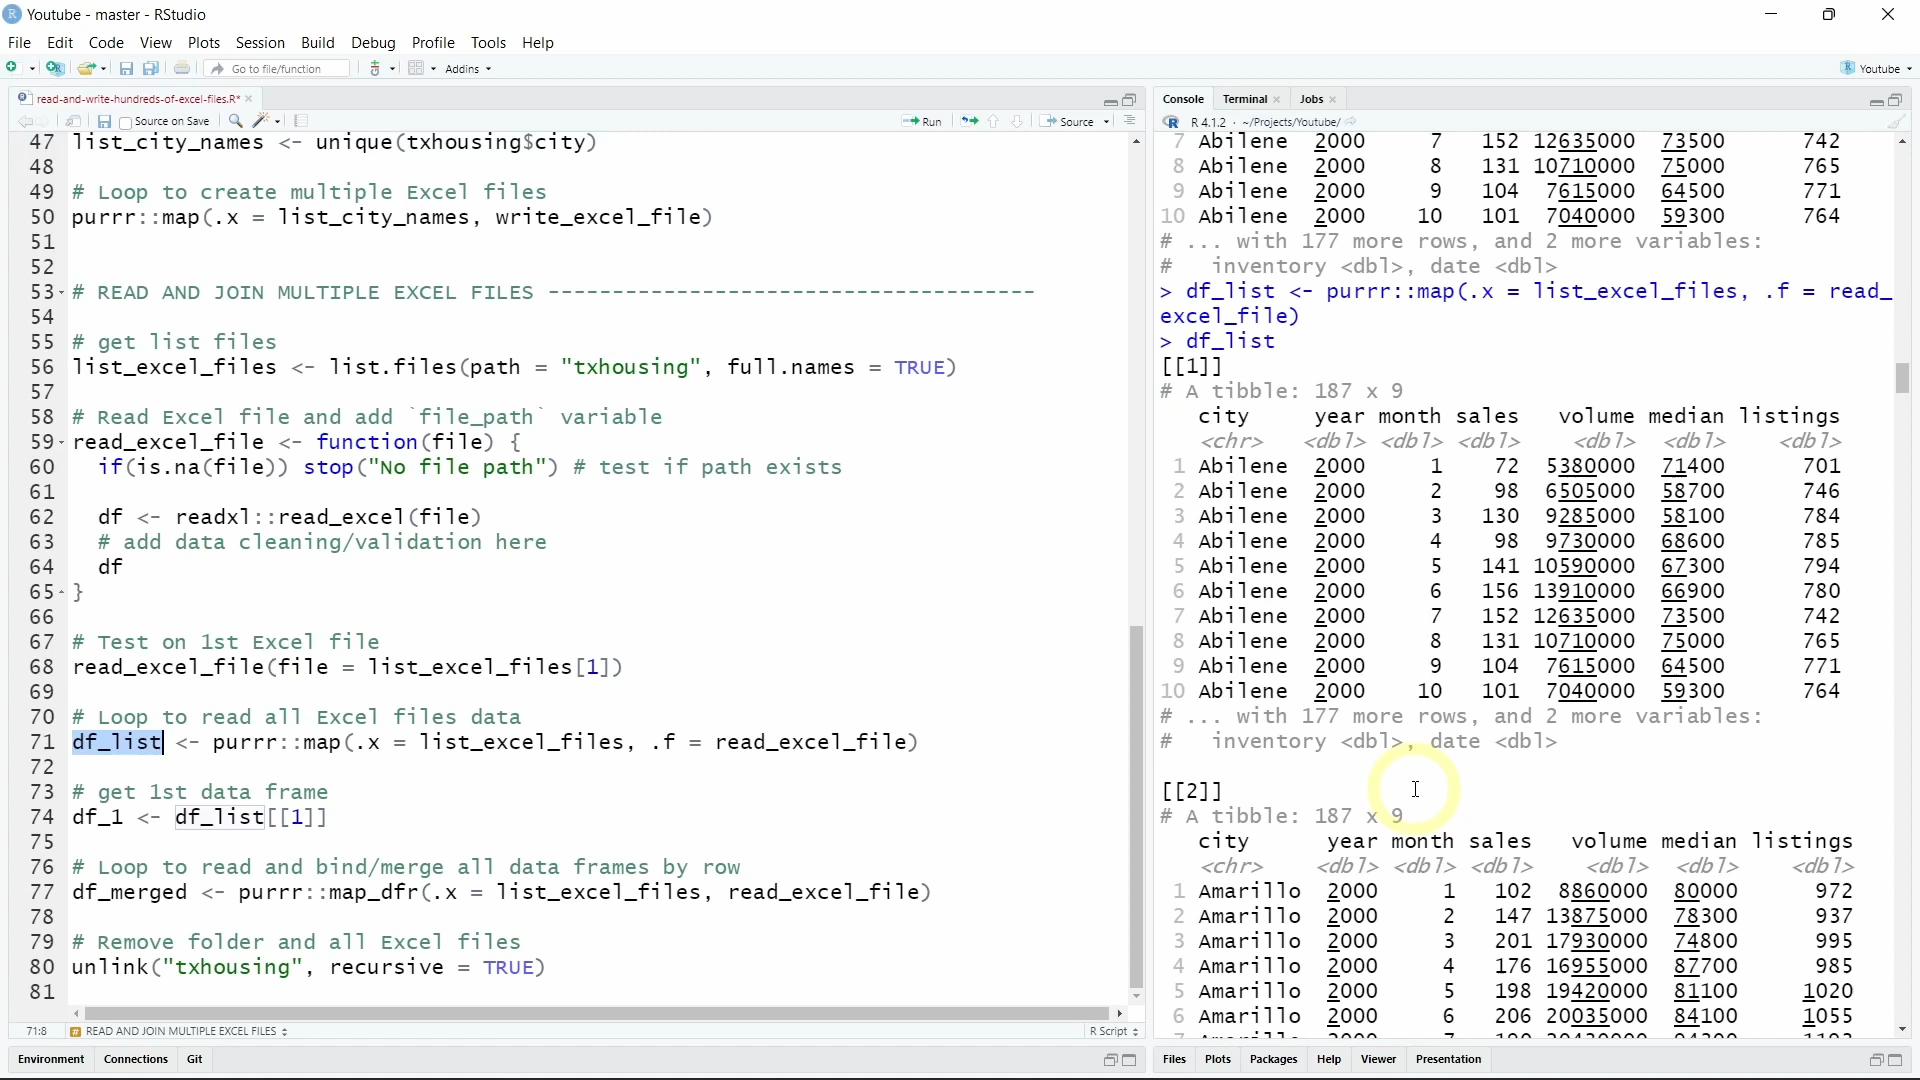 Youtube - master - RStudio
File Edit Code View Plots Session Build Debug Profile Tools Help
Go to file/function Addins Youtube
read-and-write-hundreds-of-excel-files.R*
Source on Save Run Source
47 list_city_names <- unique(txhousing$city)
48
49 # Loop to create multiple Excel files
50 purrr::map(.x = list_city_names, write_excel_file)
51
52
53 # READ AND JOIN MULTIPLE EXCEL FILES --------------------------------------
54
55 # get list files
56 list_excel_files <- list.files(path = "txhousing", full.names = TRUE)
57
58 # Read Excel file and add `file_path` variable
59 read_excel_file <- function(file) {
60 if(is.na(file)) stop("No file path") # test if path exists
61
62 df <- readxl::read_excel(file)
63 # add data cleaning/validation here
64 df
65 }
66
67 # Test on 1st Excel file
68 read_excel_file(file = list_excel_files[1])
69
70 # Loop to read all Excel files data
71 df_list <- purrr::map(.x = list_excel_files, .f = read_excel_file)
72
73 # get 1st data frame
74 df_1 <- df_list[[1]]
75
76 # Loop to read and bind/merge all data frames by row
77 df_merged <- purrr::map_dfr(.x = list_excel_files, read_excel_file)
78
79 # Remove folder and all Excel files
80 unlink("txhousing", recursive = TRUE)
81
71:8 READ AND JOIN MULTIPLE EXCEL FILES R Script
Environment Connections Git
Console Terminal Jobs
R 4.1.2 · ~/Projects/Youtube/
7 Abilene 2000 7 152 12635000 73500 742
8 Abilene 2000 8 131 10710000 75000 765
9 Abilene 2000 9 104 7615000 64500 771
10 Abilene 2000 10 101 7040000 59300 764
# ... with 177 more rows, and 2 more variables:
# inventory <dbl>, date <dbl>
> df_list <- purrr::map(.x = list_excel_files, .f = read_
excel_file)
> df_list
[[1]]
# A tibble: 187 x 9
city year month sales volume median listings
<chr> <dbl> <dbl> <dbl> <dbl> <dbl> <dbl>
1 Abilene 2000 1 72 5380000 71400 701
2 Abilene 2000 2 98 6505000 58700 746
3 Abilene 2000 3 130 9285000 58100 784
4 Abilene 2000 4 98 9730000 68600 785
5 Abilene 2000 5 141 10590000 67300 794
6 Abilene 2000 6 156 13910000 66900 780
7 Abilene 2000 7 152 12635000 73500 742
8 Abilene 2000 8 131 10710000 75000 765
9 Abilene 2000 9 104 7615000 64500 771
10 Abilene 2000 10 101 7040000 59300 764
# ... with 177 more rows, and 2 more variables:
# inventory <dbl>, date <dbl>
[[2]]
# A tibble: 187 x 9
city year month sales volume median listings
<chr> <dbl> <dbl> <dbl> <dbl> <dbl> <dbl>
1 Amarillo 2000 1 102 8860000 80000 972
2 Amarillo 2000 2 147 13875000 78300 937
3 Amarillo 2000 3 201 17930000 74800 995
4 Amarillo 2000 4 176 16955000 87700 985
5 Amarillo 2000 5 198 19420000 81100 1020
6 Amarillo 2000 6 206 20035000 84100 1055
Files Plots Packages Help Viewer Presentation